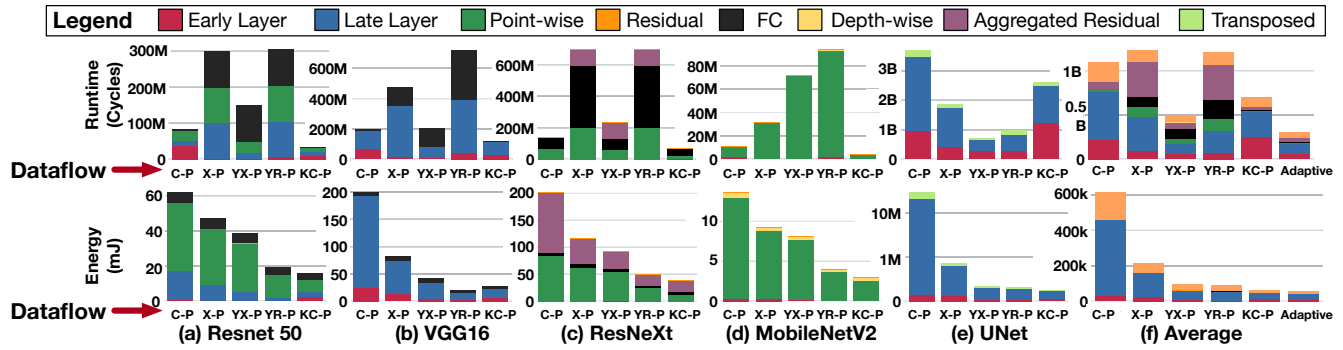 Legend Early Layer Late Layer Point-wise Residual FC Depth-wise Aggregated Residual Transposed
Runtime (Cycles)
300M
200M
100M
0
600M
400M
200M
0
600M
400M
200M
0
80M
60M
40M
20M
0
3B
2B
1B
0
1B
0.5
B
0
Dataflow
C-P X-P YX-P YR-P KC-P
C-P X-P YX-P YR-P KC-P
C-P X-P YX-P YR-P KC-P
C-P X-P YX-P YR-P KC-P
C-P X-P YX-P YR-P KC-P
C-P X-P YX-P YR-P KC-P Adaptive
Energy (mJ)
60
40
20
0
200
150
100
50
0
200
150
100
50
0
10
5
0
10M
1M
0
600k
400k
200k
0
Dataflow
C-P X-P YX-P YR-P KC-P
C-P X-P YX-P YR-P KC-P
C-P X-P YX-P YR-P KC-P
C-P X-P YX-P YR-P KC-P
C-P X-P YX-P YR-P KC-P
C-P X-P YX-P YR-P KC-P Adaptive
(a) Resnet 50 (b) VGG16 (c) ResNeXt (d) MobileNetV2 (e) UNet (f) Average